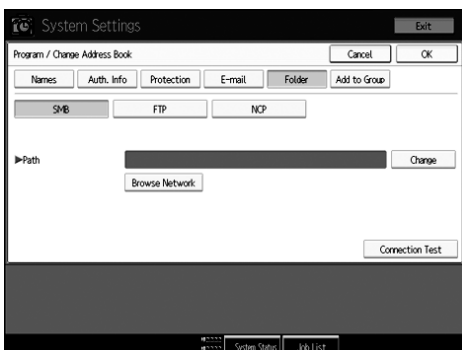 System Settings Exit
Program / Change Address Book Cancel OK
Names Auth. Info Protection E-mail Folder Add to Group
SMB FTP NCP
▶Path Change
Browse Network
Connection Test
System Status Job List